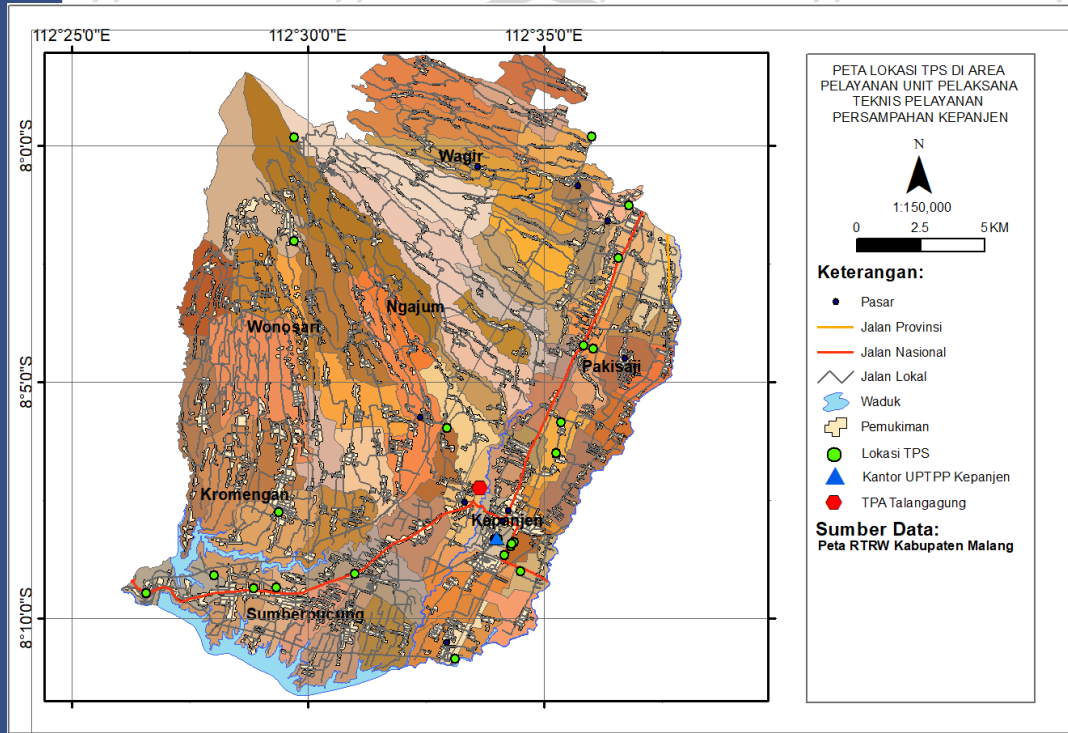 112°25'0"E
112°30'0"E
112°35'0"E
8°0'0"S
8°5'0"S
8°10'0"S
Wagir
Ngajum
Wonosari
Pakisaji
Kromengan
Kepanjen
Sumberpucung
PETA LOKASI TPS DI AREA
PELAYANAN UNIT PELAKSANA
TEKNIS PELAYANAN
PERSAMPAHAN KEPANJEN
N
1:150,000
0 2.5 5 KM
Keterangan:
Pasar
Jalan Provinsi
Jalan Nasional
Jalan Lokal
Waduk
Pemukiman
Lokasi TPS
Kantor UPTPP Kepanjen
TPA Talangagung
Sumber Data:
Peta RTRW Kabupaten Malang